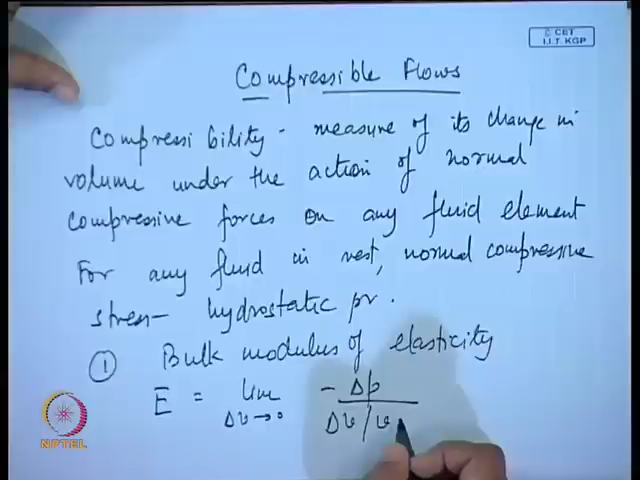 © CET
I.I.T. KGP
Compressible Flows
Compressibility - measure of its change in
volume under the action of normal
compressive forces on any fluid element
For any fluid in rest, normal compressive
stress - hydrostatic pr.
① Bulk modulus of elasticity
E = lim - Δp
Δv→0 Δv/v
NPTEL